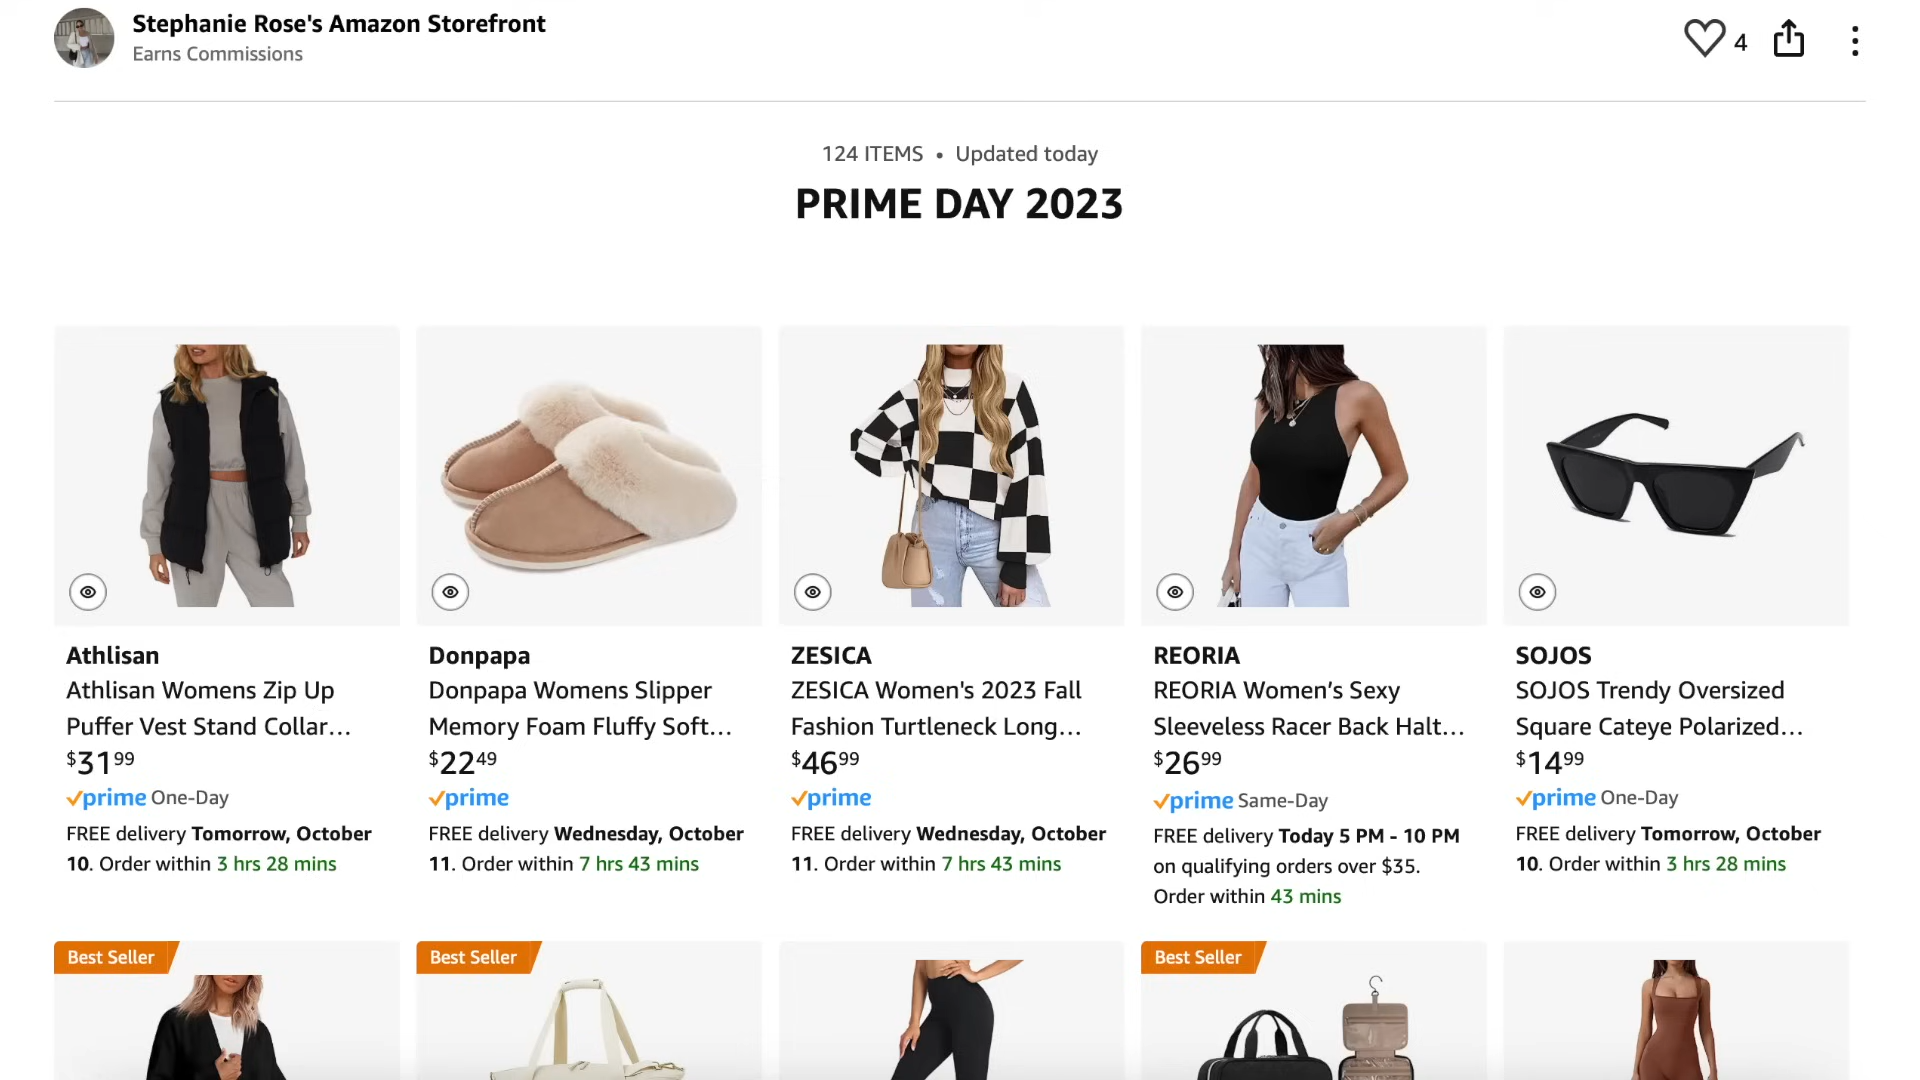 Stephanie Rose's Amazon Storefront
Earns Commissions
4
124 ITEMS • Updated today
PRIME DAY 2023
Athlisan
Athlisan Womens Zip Up
Puffer Vest Stand Collar...
$31.99
prime One-Day
FREE delivery Tomorrow, October
10. Order within 3 hrs 28 mins
Donpapa
Donpapa Womens Slipper
Memory Foam Fluffy Soft...
$22.49
prime
FREE delivery Wednesday, October
11. Order within 7 hrs 43 mins
ZESICA
ZESICA Women's 2023 Fall
Fashion Turtleneck Long...
$46.99
prime
FREE delivery Wednesday, October
11. Order within 7 hrs 43 mins
REORIA
REORIA Women’s Sexy
Sleeveless Racer Back Halt...
$26.99
prime Same-Day
FREE delivery Today 5 PM - 10 PM
on qualifying orders over $35.
Order within 43 mins
SOJOS
SOJOS Trendy Oversized
Square Cateye Polarized...
$14.99
prime One-Day
FREE delivery Tomorrow, October
10. Order within 3 hrs 28 mins
Best Seller
Best Seller
Best Seller